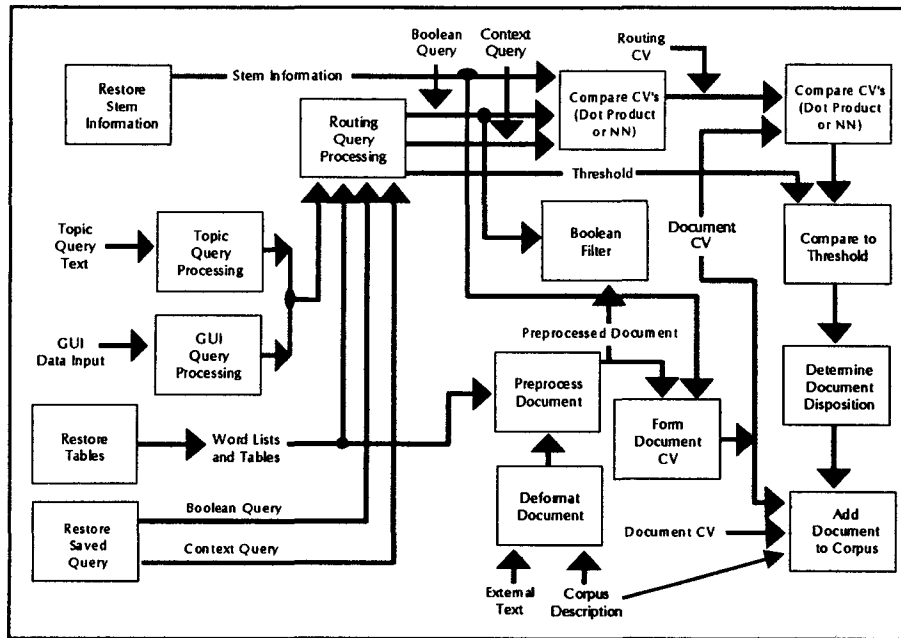 Boolean
Query
Context
Query
Routing
CV
Restore
Stem
Information
Stem Information
Compare CV's
(Dot Product
or NN)
Compare CV's
(Dot Product
or NN)
Routing
Query
Processing
Threshold
Topic
Query
Text
Topic
Query
Processing
Boolean
Filter
Document
CV
Compare to
Threshold
GUI
Data Input
GUI
Query
Processing
Preprocessed Document
Preprocess
Document
Determine
Document
Disposition
Restore
Tables
Word Lists
and Tables
Form
Document
CV
Restore
Saved
Query
Boolean Query
Context Query
Deformat
Document
Document CV
Add
Document
to Corpus
External
Text
Corpus
Description